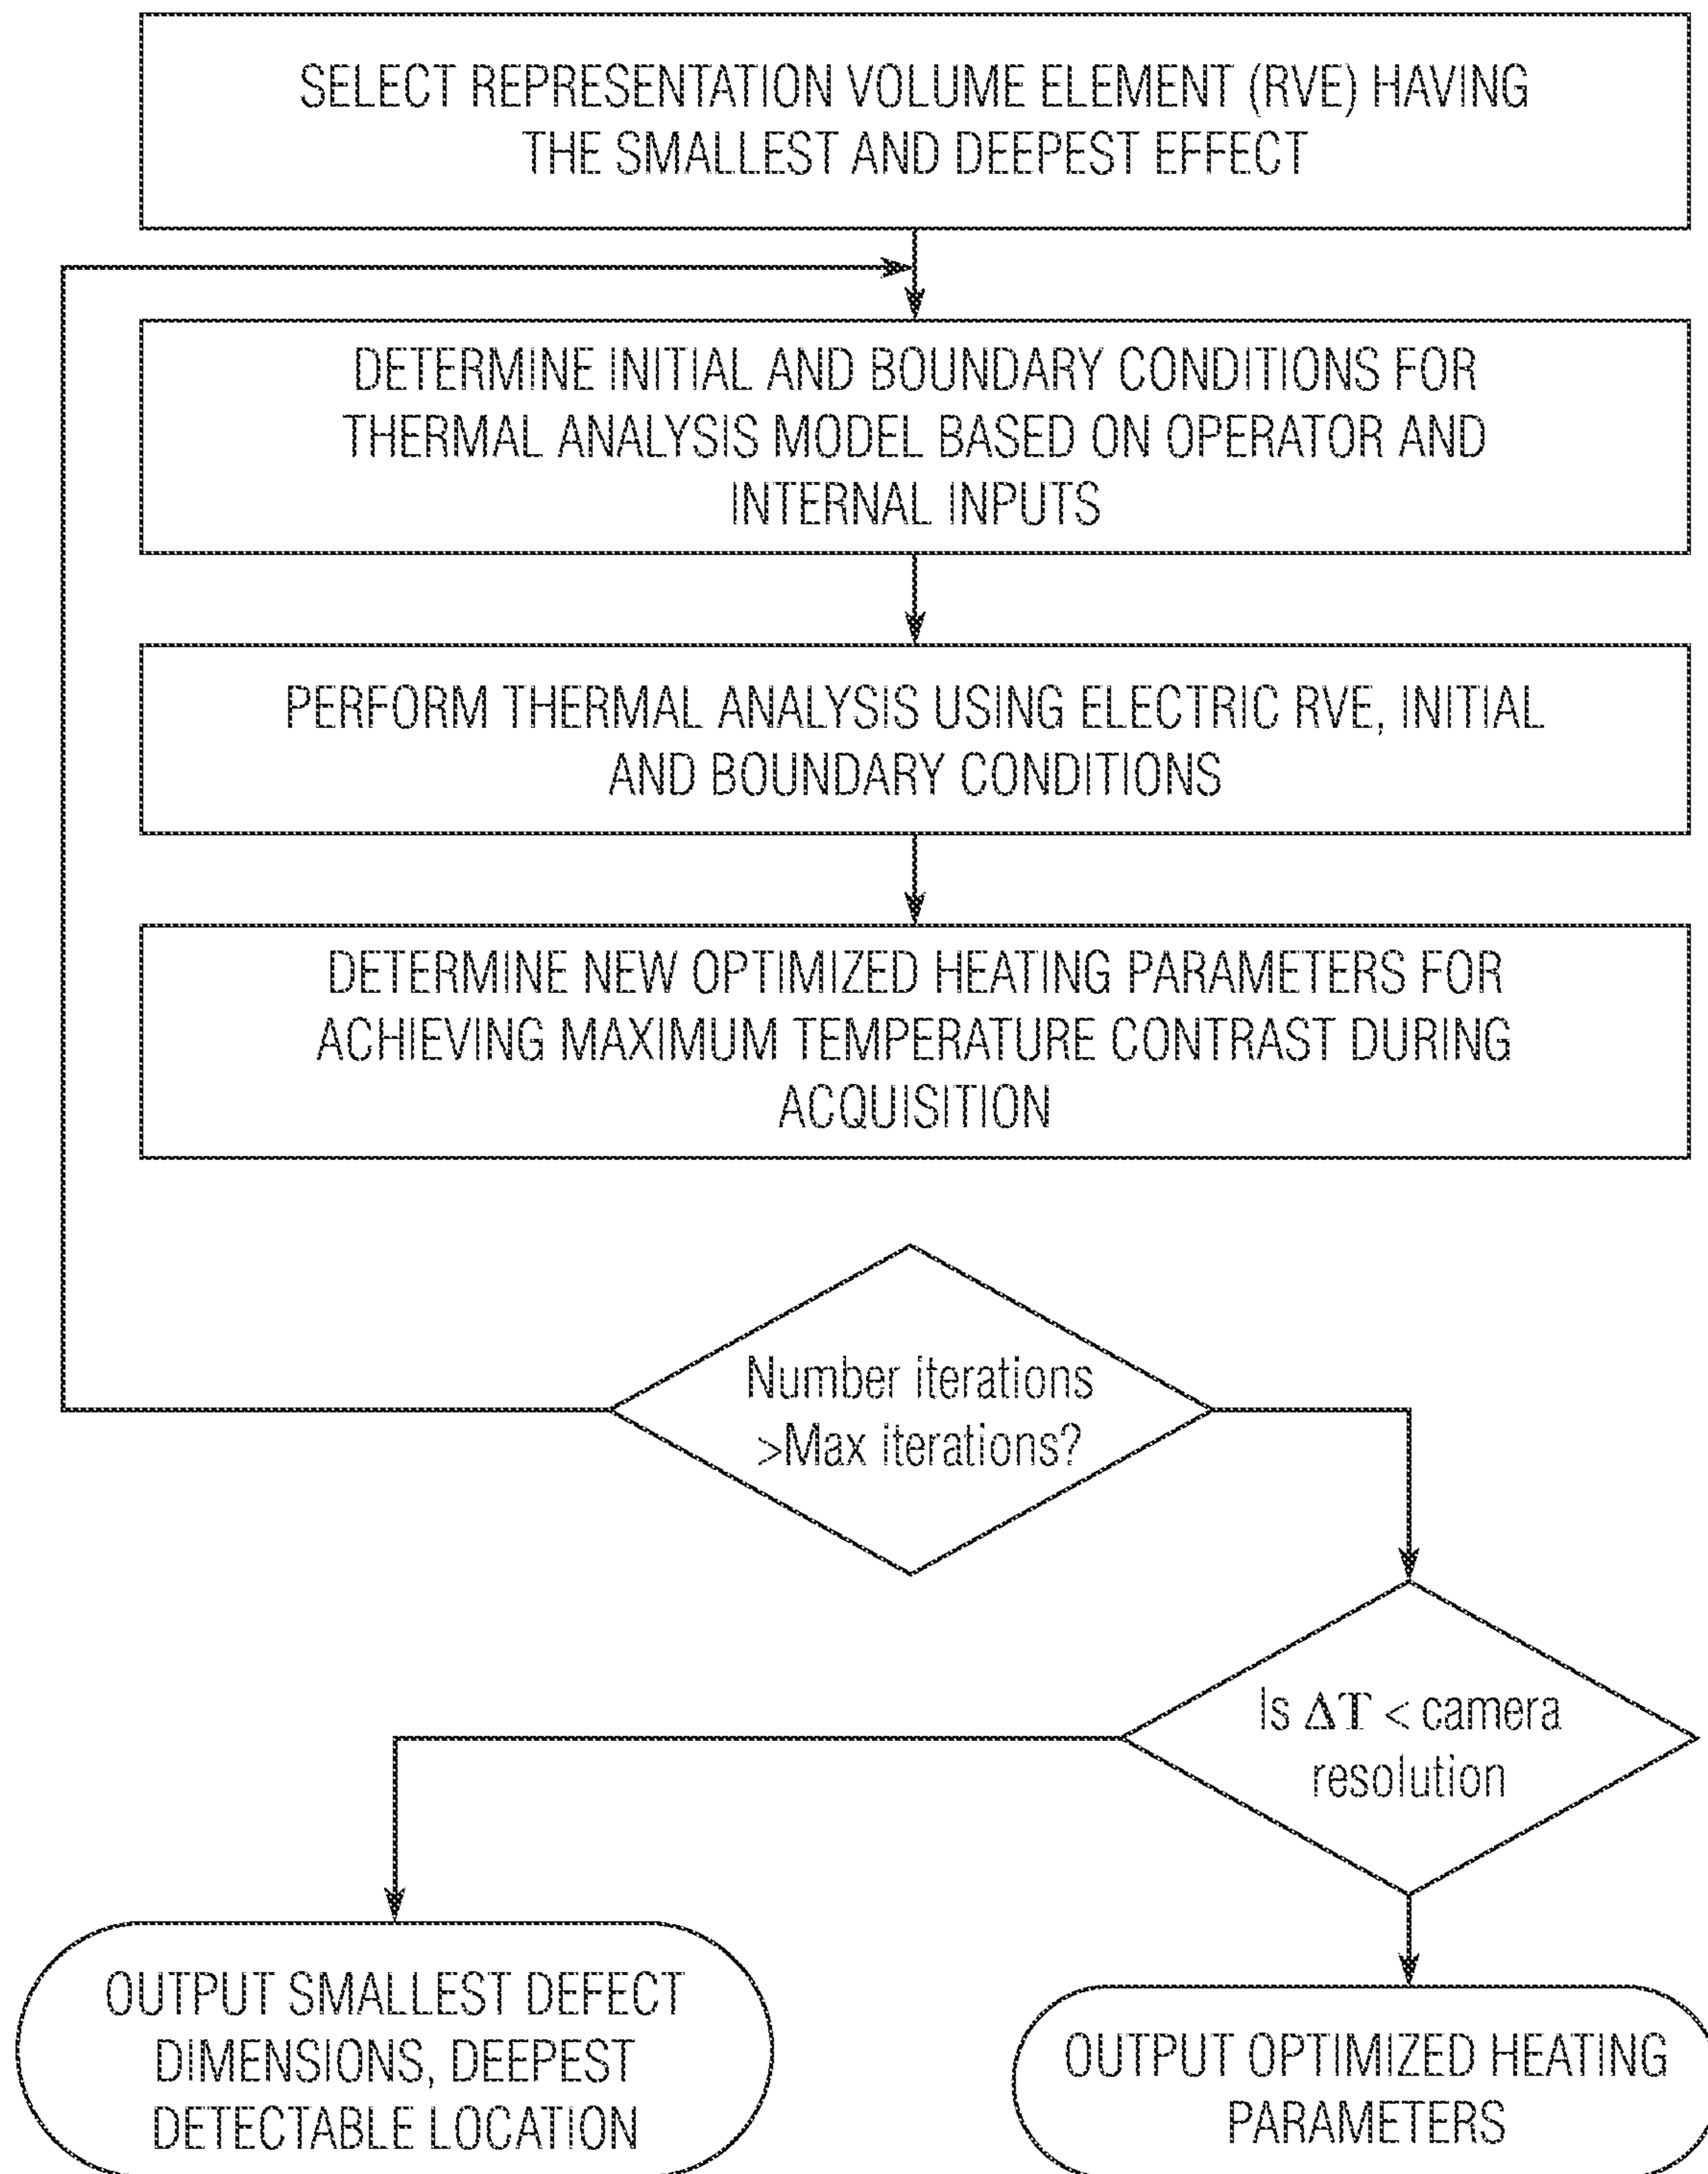 SELECT REPRESENTATION VOLUME ELEMENT (RVE) HAVING
THE SMALLEST AND DEEPEST EFFECT
DETERMINE INITIAL AND BOUNDARY CONDITIONS FOR
THERMAL ANALYSIS MODEL BASED ON OPERATOR AND
INTERNAL INPUTS
PERFORM THERMAL ANALYSIS USING ELECTRIC RVE, INITIAL
AND BOUNDARY CONDITIONS
DETERMINE NEW OPTIMIZED HEATING PARAMETERS FOR
ACHIEVING MAXIMUM TEMPERATURE CONTRAST DURING
ACQUISITION
Number iterations
>Max iterations?
Is ΔT < camera
resolution
OUTPUT SMALLEST DEFECT
DIMENSIONS, DEEPEST
DETECTABLE LOCATION
OUTPUT OPTIMIZED HEATING
PARAMETERS